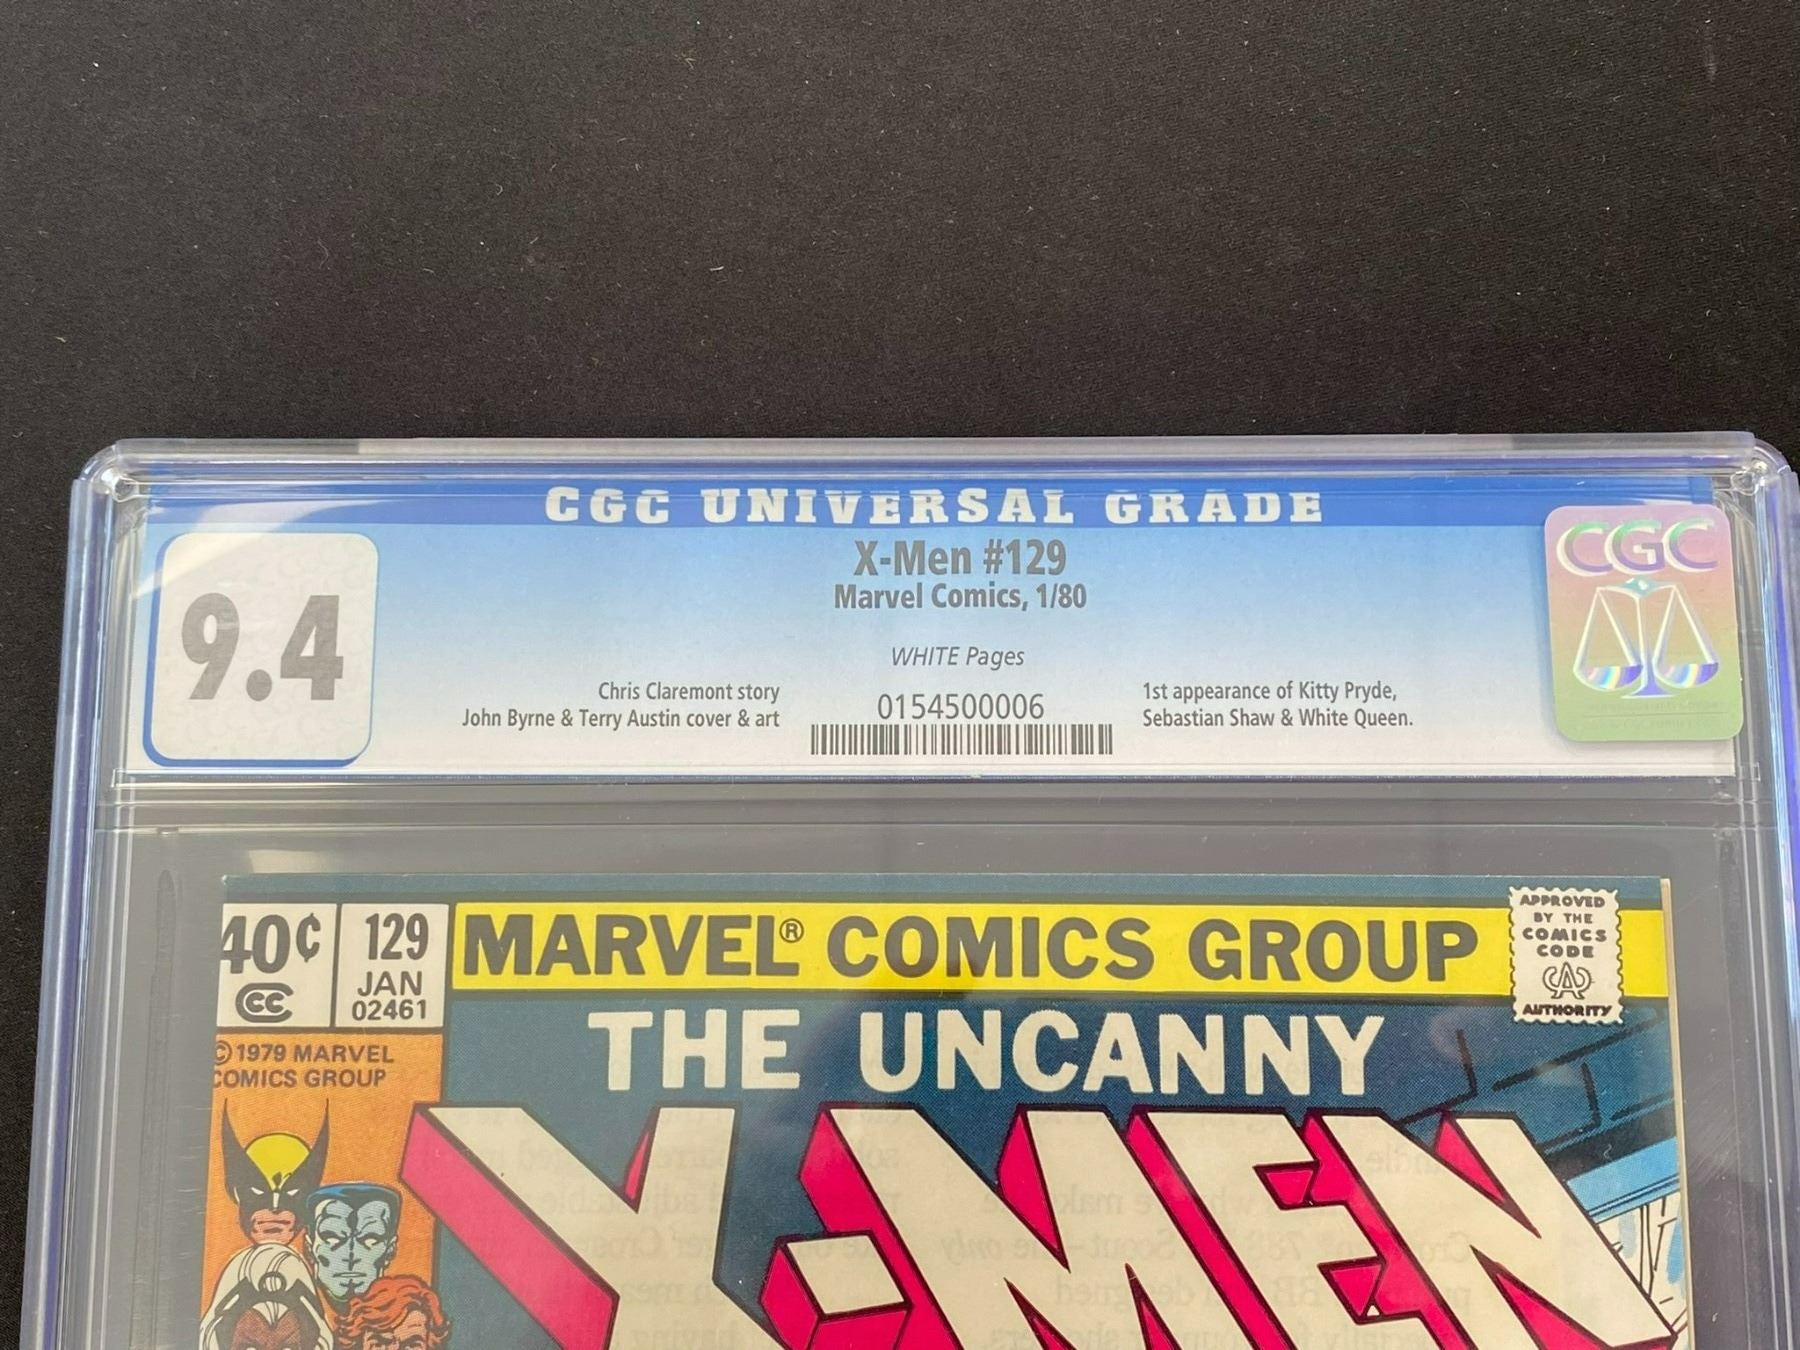 CGC UNIVERSAL GRADE
9.4
X-Men #129
Marvel Comics, 1/80
WHITE Pages
Chris Claremont story
John Byrne & Terry Austin cover & art
0154500006
1st appearance of Kitty Pryde,
Sebastian Shaw & White Queen.
CGC
40¢
CC
129
JAN
02461
MARVEL® COMICS GROUP
APPROVED
BY THE
COMICS
CODE
CA
AUTHORITY
© 1979 MARVEL
COMICS GROUP
THE UNCANNY
X-MEN